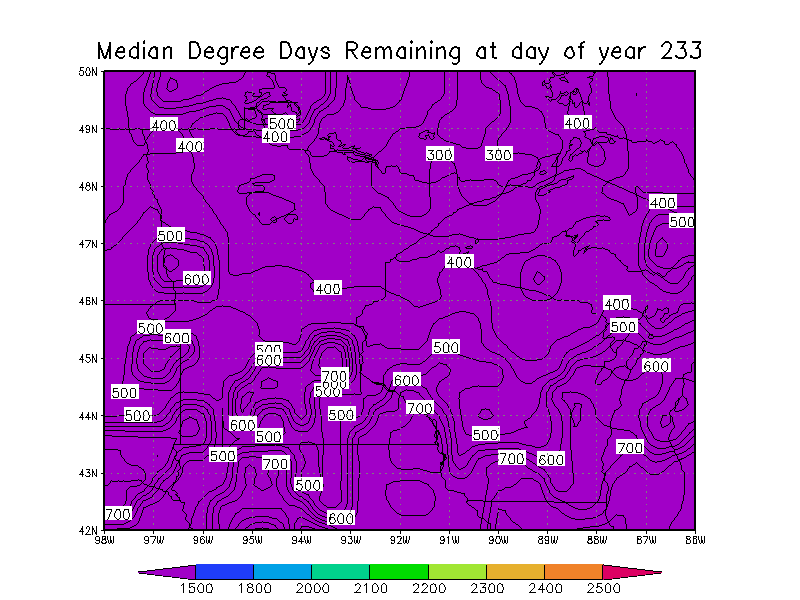 Median Degree Days Remaining at day of year 233
50N
400 500 400 400
49N
400 300 300
48N
400
500 500
47N
400
600 400
46N
400
500 600 500
500 500
45N
600 600
700 600
500 600 500
44N
500 500 700
600 500 500 700
500 700 700 600
43N
500
700 600
42N
98W 97W 96W 95W 94W 93W 92W 91W 90W 89W 88W 87W 86W
1500 1800 2000 2100 2200 2300 2400 2500